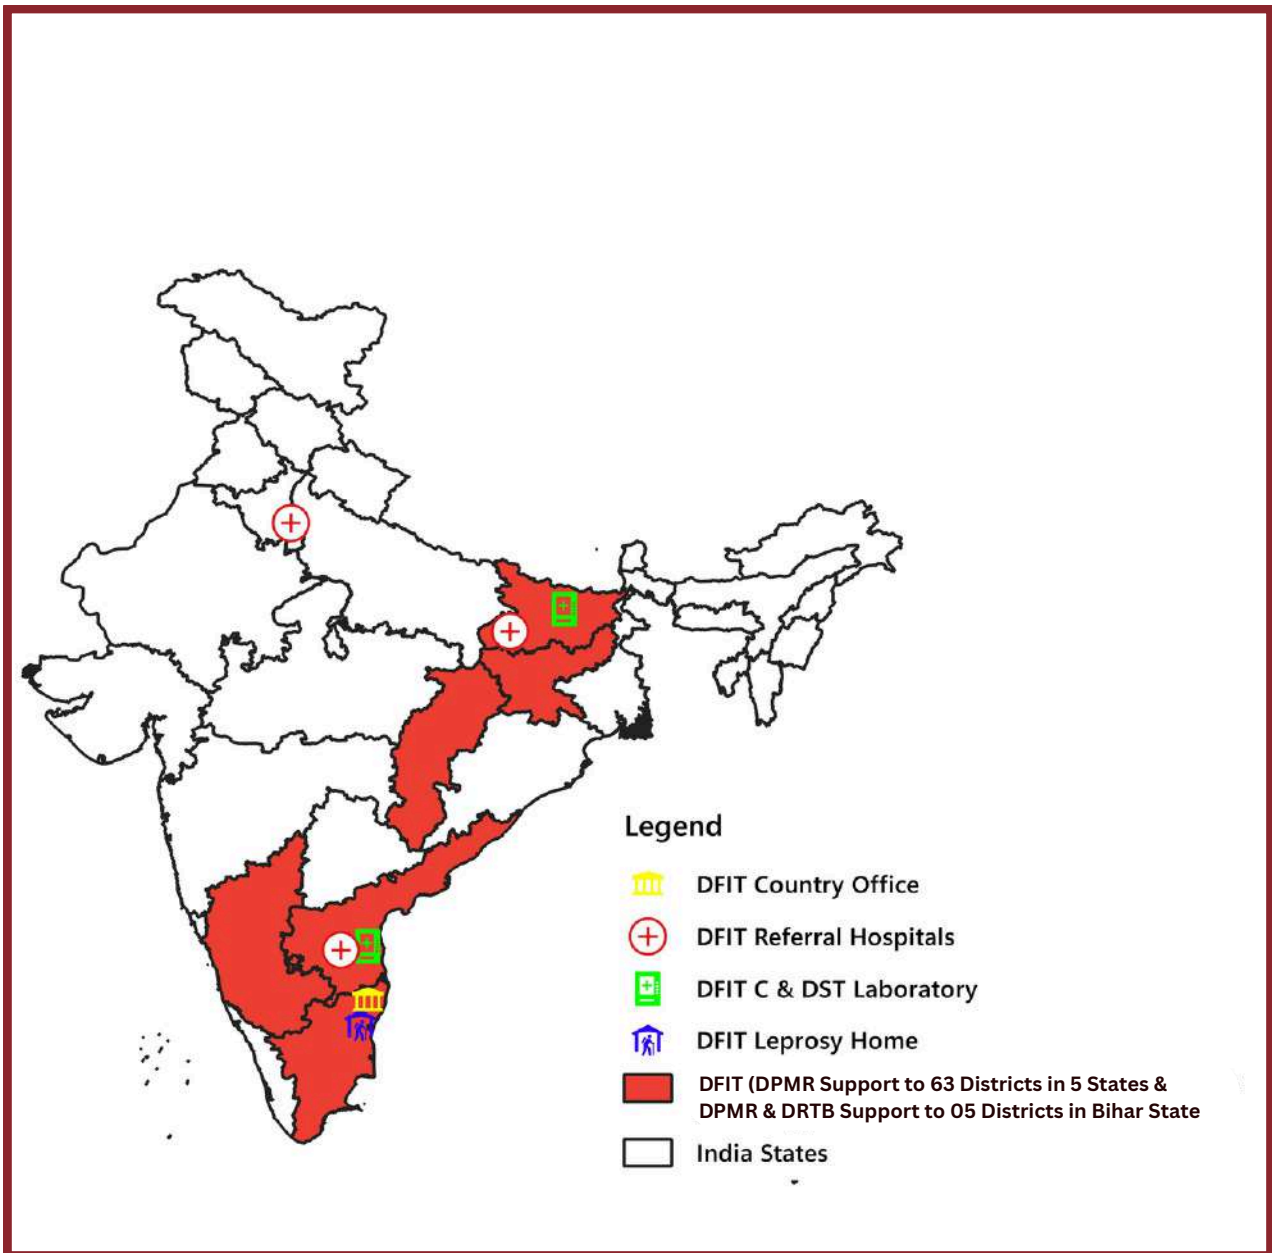 Legend
DFIT Country Office
DFIT Referral Hospitals
DFIT C & DST Laboratory
DFIT Leprosy Home
DFIT (DPMR Support to 63 Districts in 5 States &
DPMR & DRTB Support to 05 Districts in Bihar State
India States